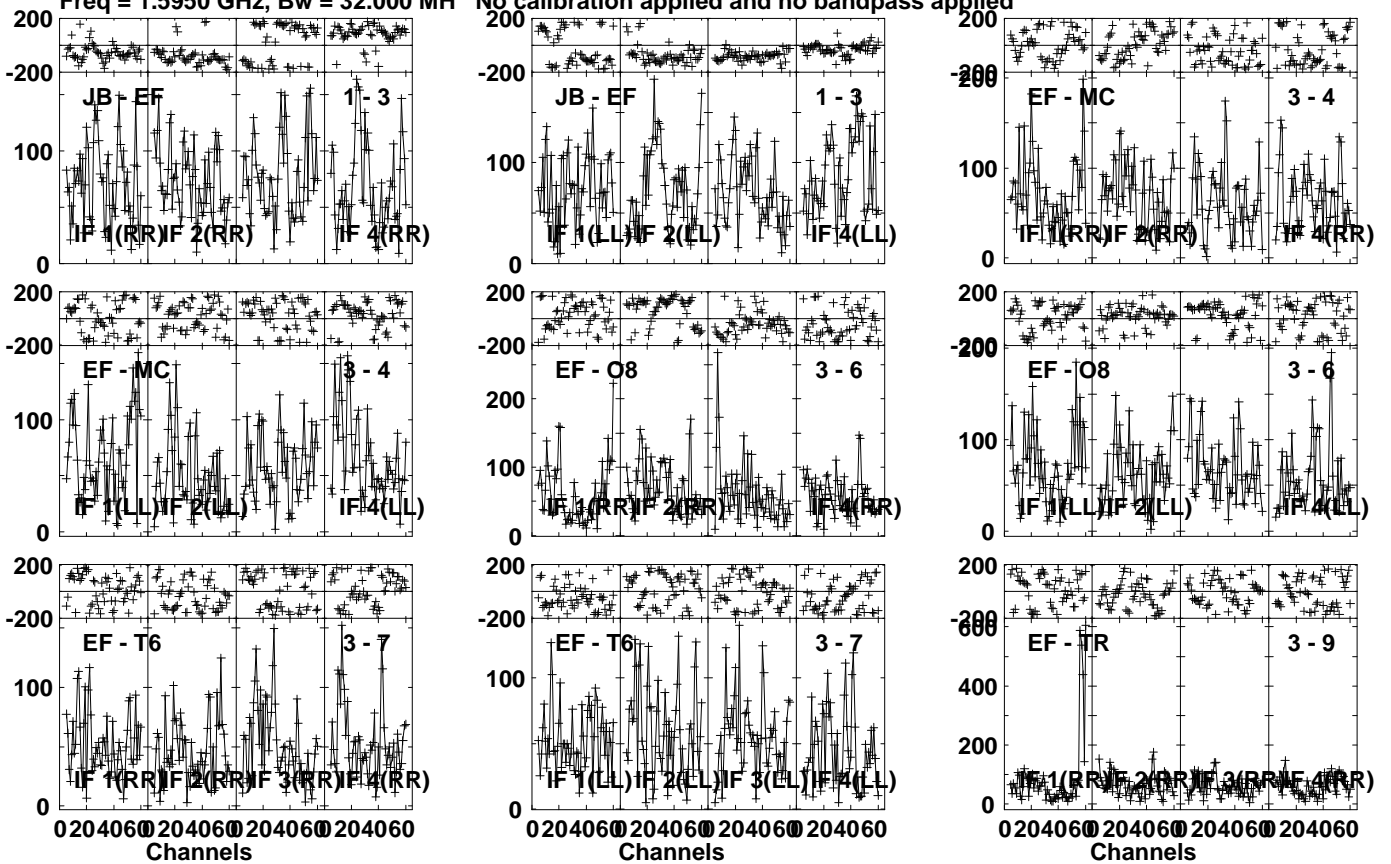 Freq = 1.5950 GHz, Bw = 32.000 MH No calibration applied and no bandpass applied
200 200 200
-200 -200 -200
200
JB - EF 1 - 3 JB - EF 1 - 3 EF - MC 3 - 4
100 100 100
IF 1(RR) IF 2(RR) IF 4(RR) IF 1(LL) IF 2(LL) IF 4(LL) IF 1(RR) IF 2(RR) IF 4(RR)
0 0 0
200 200 200
-200 -200 -200
200
EF - MC 3 - 4 EF - O8 3 - 6 EF - O8 3 - 6
200
100 100 100
IF 1(LL) IF 2(LL) IF 4(LL) IF 1(RR) IF 2(RR) IF 4(RR) IF 1(LL) IF 2(LL) IF 4(LL)
0 0 0
200 200 200
-200 -200 -200
600
EF - T6 3 - 7 EF - T6 3 - 7 EF - TR 3 - 9
100 100 400
200
IF 1(RR) IF 2(RR) IF 3(RR) IF 4(RR) IF 1(LL) IF 2(LL) IF 3(LL) IF 4(LL) IF 1(RR) IF 2(RR) IF 3(RR) IF 4(RR)
0 0 0
0 20 40 60 0 20 40 60 0 20 40 60 0 20 40 60 0 20 40 60 0 20 40 60 0 20 40 60 0 20 40 60 0 20 40 60 0 20 40 60 0 20 40 60 0 20 40 60
Channels Channels Channels